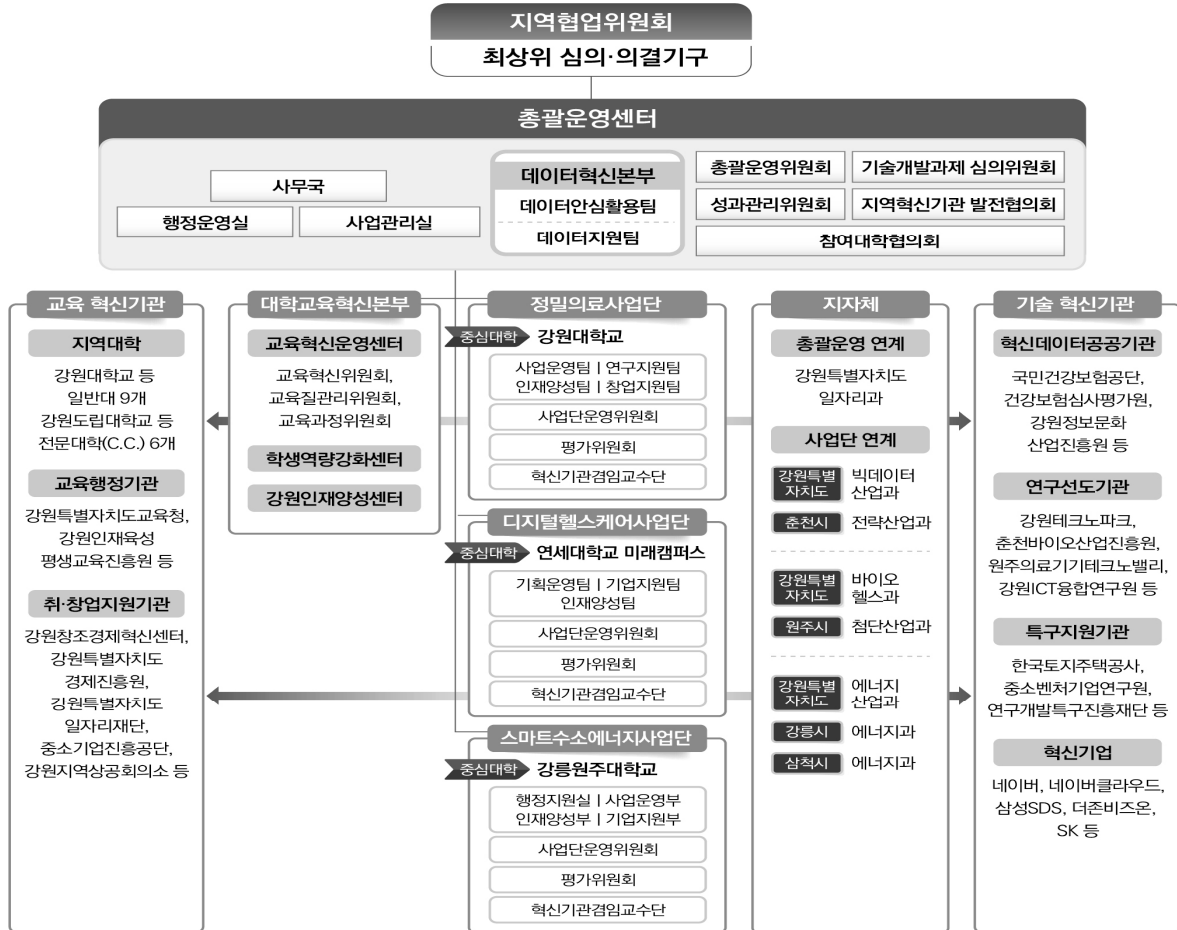 지역협업위원회
최상위 심의·의결기구
총괄운영센터
사무국
행정운영실
사업관리실
데이터혁신본부
데이터안심활용팀
데이터지원팀
총괄운영위원회
기술개발과제 심의위원회
성과관리위원회
지역혁신기관 발전협의회
참여대학협의회
교육 혁신기관
지역대학
강원대학교 등
일반대 9개
강원도립대학교 등
전문대학(C.C.) 6개
교육행정기관
강원특별자치도교육청,
강원인재육성
평생교육진흥원 등
취·창업지원기관
강원창조경제혁신센터,
강원특별자치도
경제진흥원,
강원특별자치도
일자리재단,
중소기업진흥공단,
강원지역상공회의소 등
대학교육혁신본부
교육혁신운영센터
교육혁신위원회,
교육질관리위원회,
교육과정위원회
학생역량강화센터
강원인재양성센터
정밀의료사업단
중심대학 강원대학교
사업운영팀 | 연구지원팀
인재양성팀 | 창업지원팀
사업단운영위원회
평가위원회
혁신기관겸임교수단
디지털헬스케어사업단
중심대학 연세대학교 미래캠퍼스
기획운영팀 | 기업지원팀
인재양성팀
사업단운영위원회
평가위원회
혁신기관겸임교수단
스마트수소에너지사업단
중심대학 강릉원주대학교
행정지원실 | 사업운영부
인재양성부 | 기업지원부
사업단운영위원회
평가위원회
혁신기관겸임교수단
지자체
총괄운영 연계
강원특별자치도
일자리과
사업단 연계
강원특별 자치도 빅데이터
산업과
춘천시 전략산업과
강원특별 자치도 바이오
헬스과
원주시 첨단산업과
강원특별 자치도 에너지
산업과
강릉시 에너지과
삼척시 에너지과
기술 혁신기관
혁신데이터공공기관
국민건강보험공단,
건강보험심사평가원,
강원정보문화
산업진흥원 등
연구선도기관
강원테크노파크,
춘천바이오산업진흥원,
원주의료기기테크노밸리,
강원ICT융합연구원 등
특구지원기관
한국토지주택공사,
중소벤처기업연구원,
연구개발특구진흥재단 등
혁신기업
네이버, 네이버클라우드,
삼성SDS, 더존비즈온,
SK 등